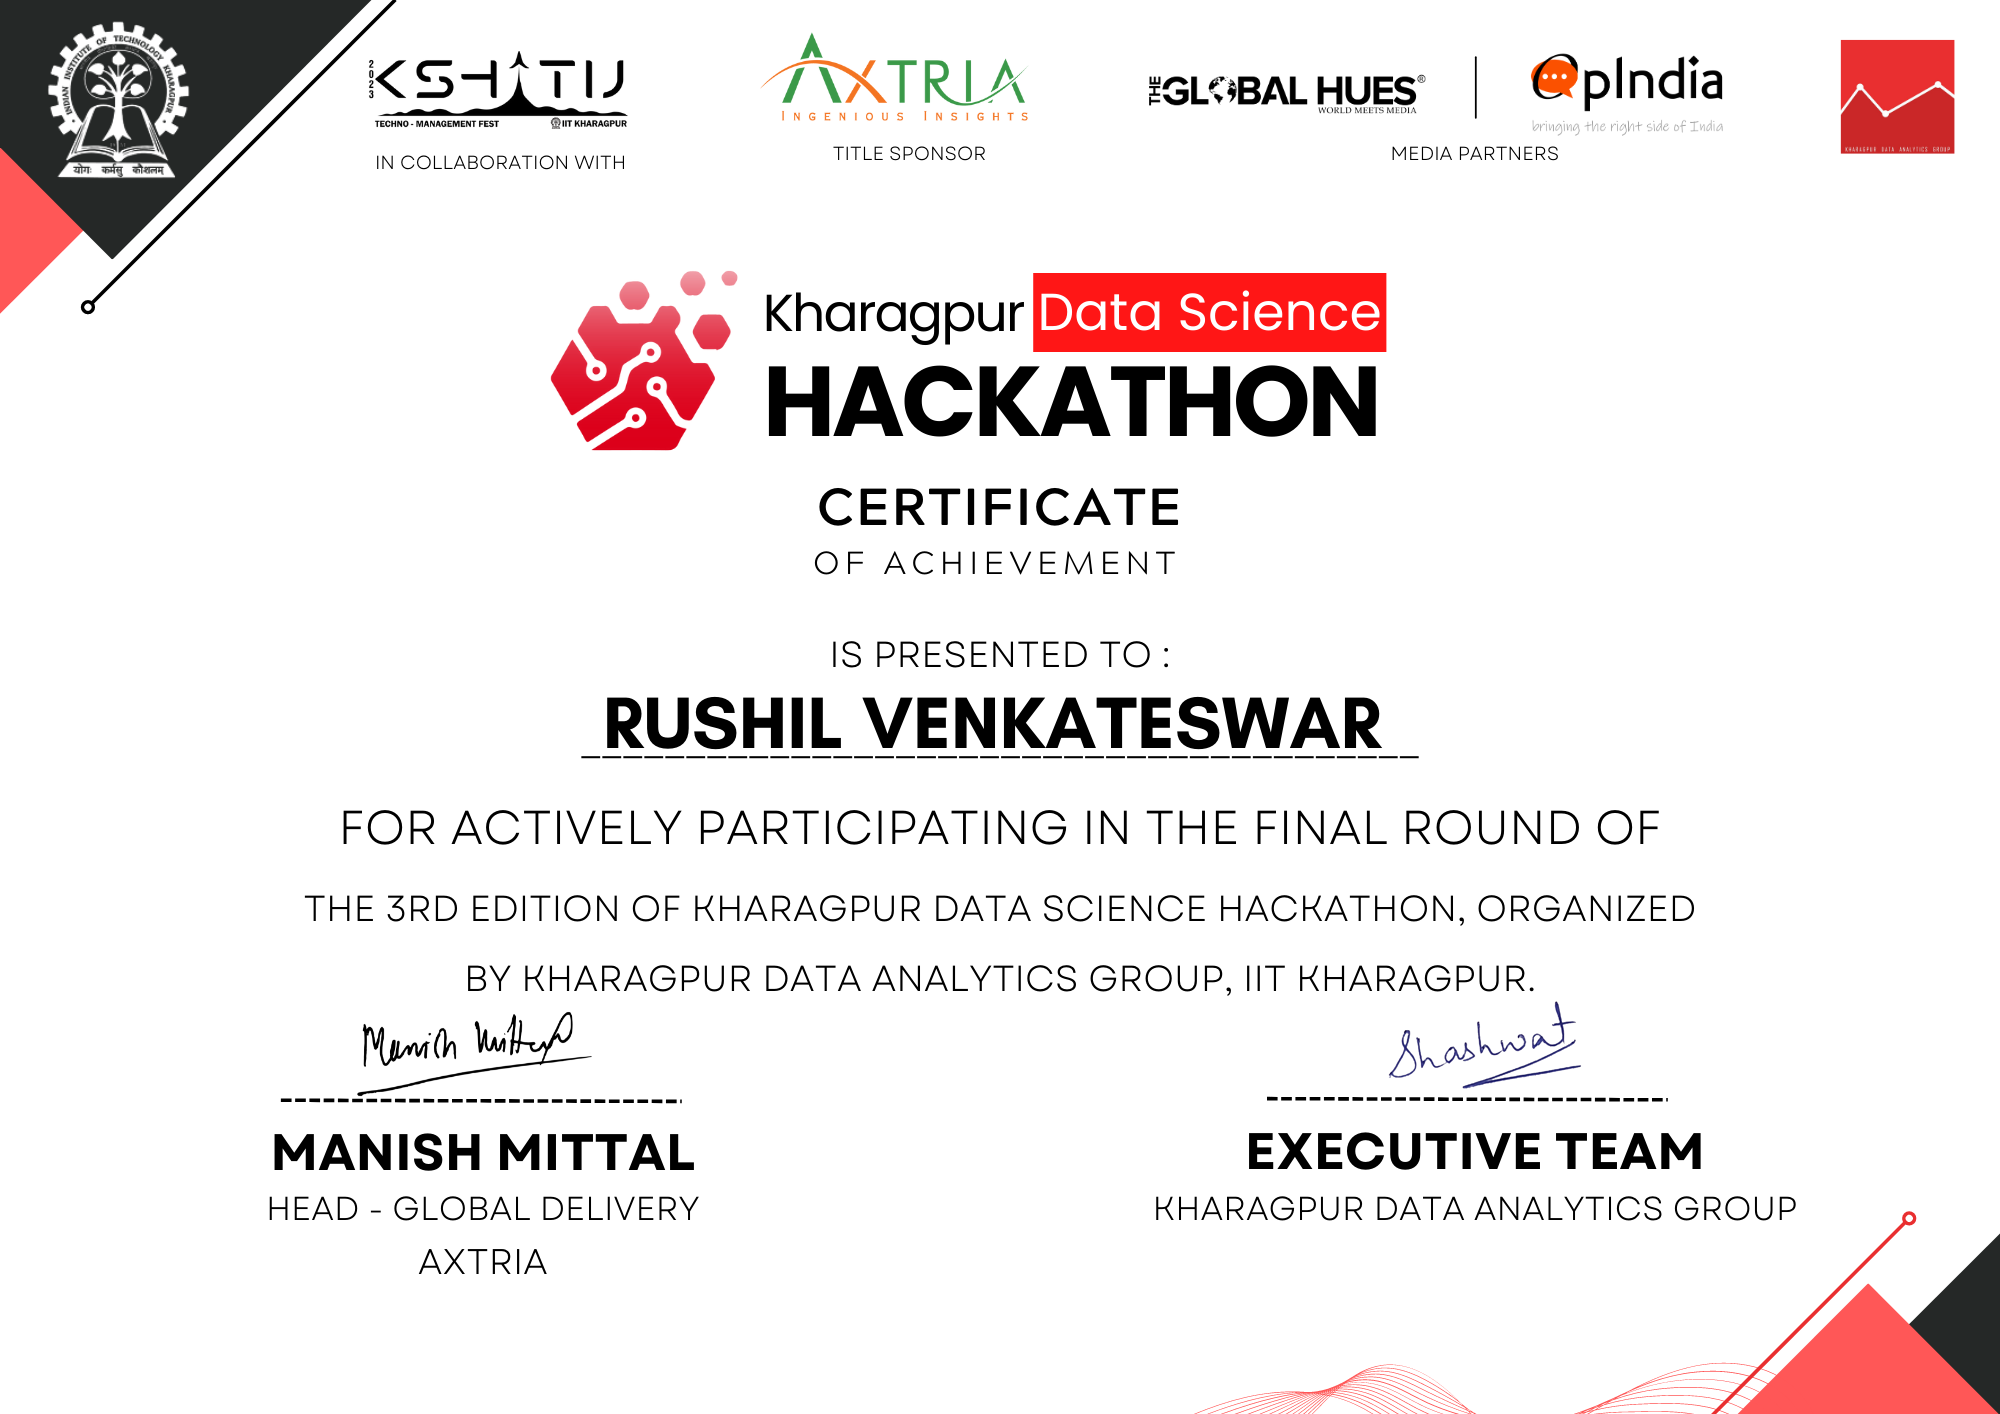 INDIAN INSTITUTE OF TECHNOLOGY KHARAGPUR
योगः कर्मसु कौशलम्
2023
KSHITIJ
TECHNO - MANAGEMENT FEST
IIT KHARAGPUR
IN COLLABORATION WITH
AXTRIA
INGENIOUS INSIGHTS
TITLE SPONSOR
THE GLOBAL HUES®
WORLD MEETS MEDIA
OpIndia
bringing the right side of India
MEDIA PARTNERS
KHARAGPUR DATA ANALYTICS GROUP
Kharagpur Data Science
HACKATHON
CERTIFICATE
OF ACHIEVEMENT
IS PRESENTED TO :
RUSHIL VENKATESWAR
FOR ACTIVELY PARTICIPATING IN THE FINAL ROUND OF
THE 3RD EDITION OF KHARAGPUR DATA SCIENCE HACKATHON, ORGANIZED
BY KHARAGPUR DATA ANALYTICS GROUP, IIT KHARAGPUR.
Manish Mittal
Shashwat
MANISH MITTAL
HEAD - GLOBAL DELIVERY
AXTRIA
EXECUTIVE TEAM
KHARAGPUR DATA ANALYTICS GROUP